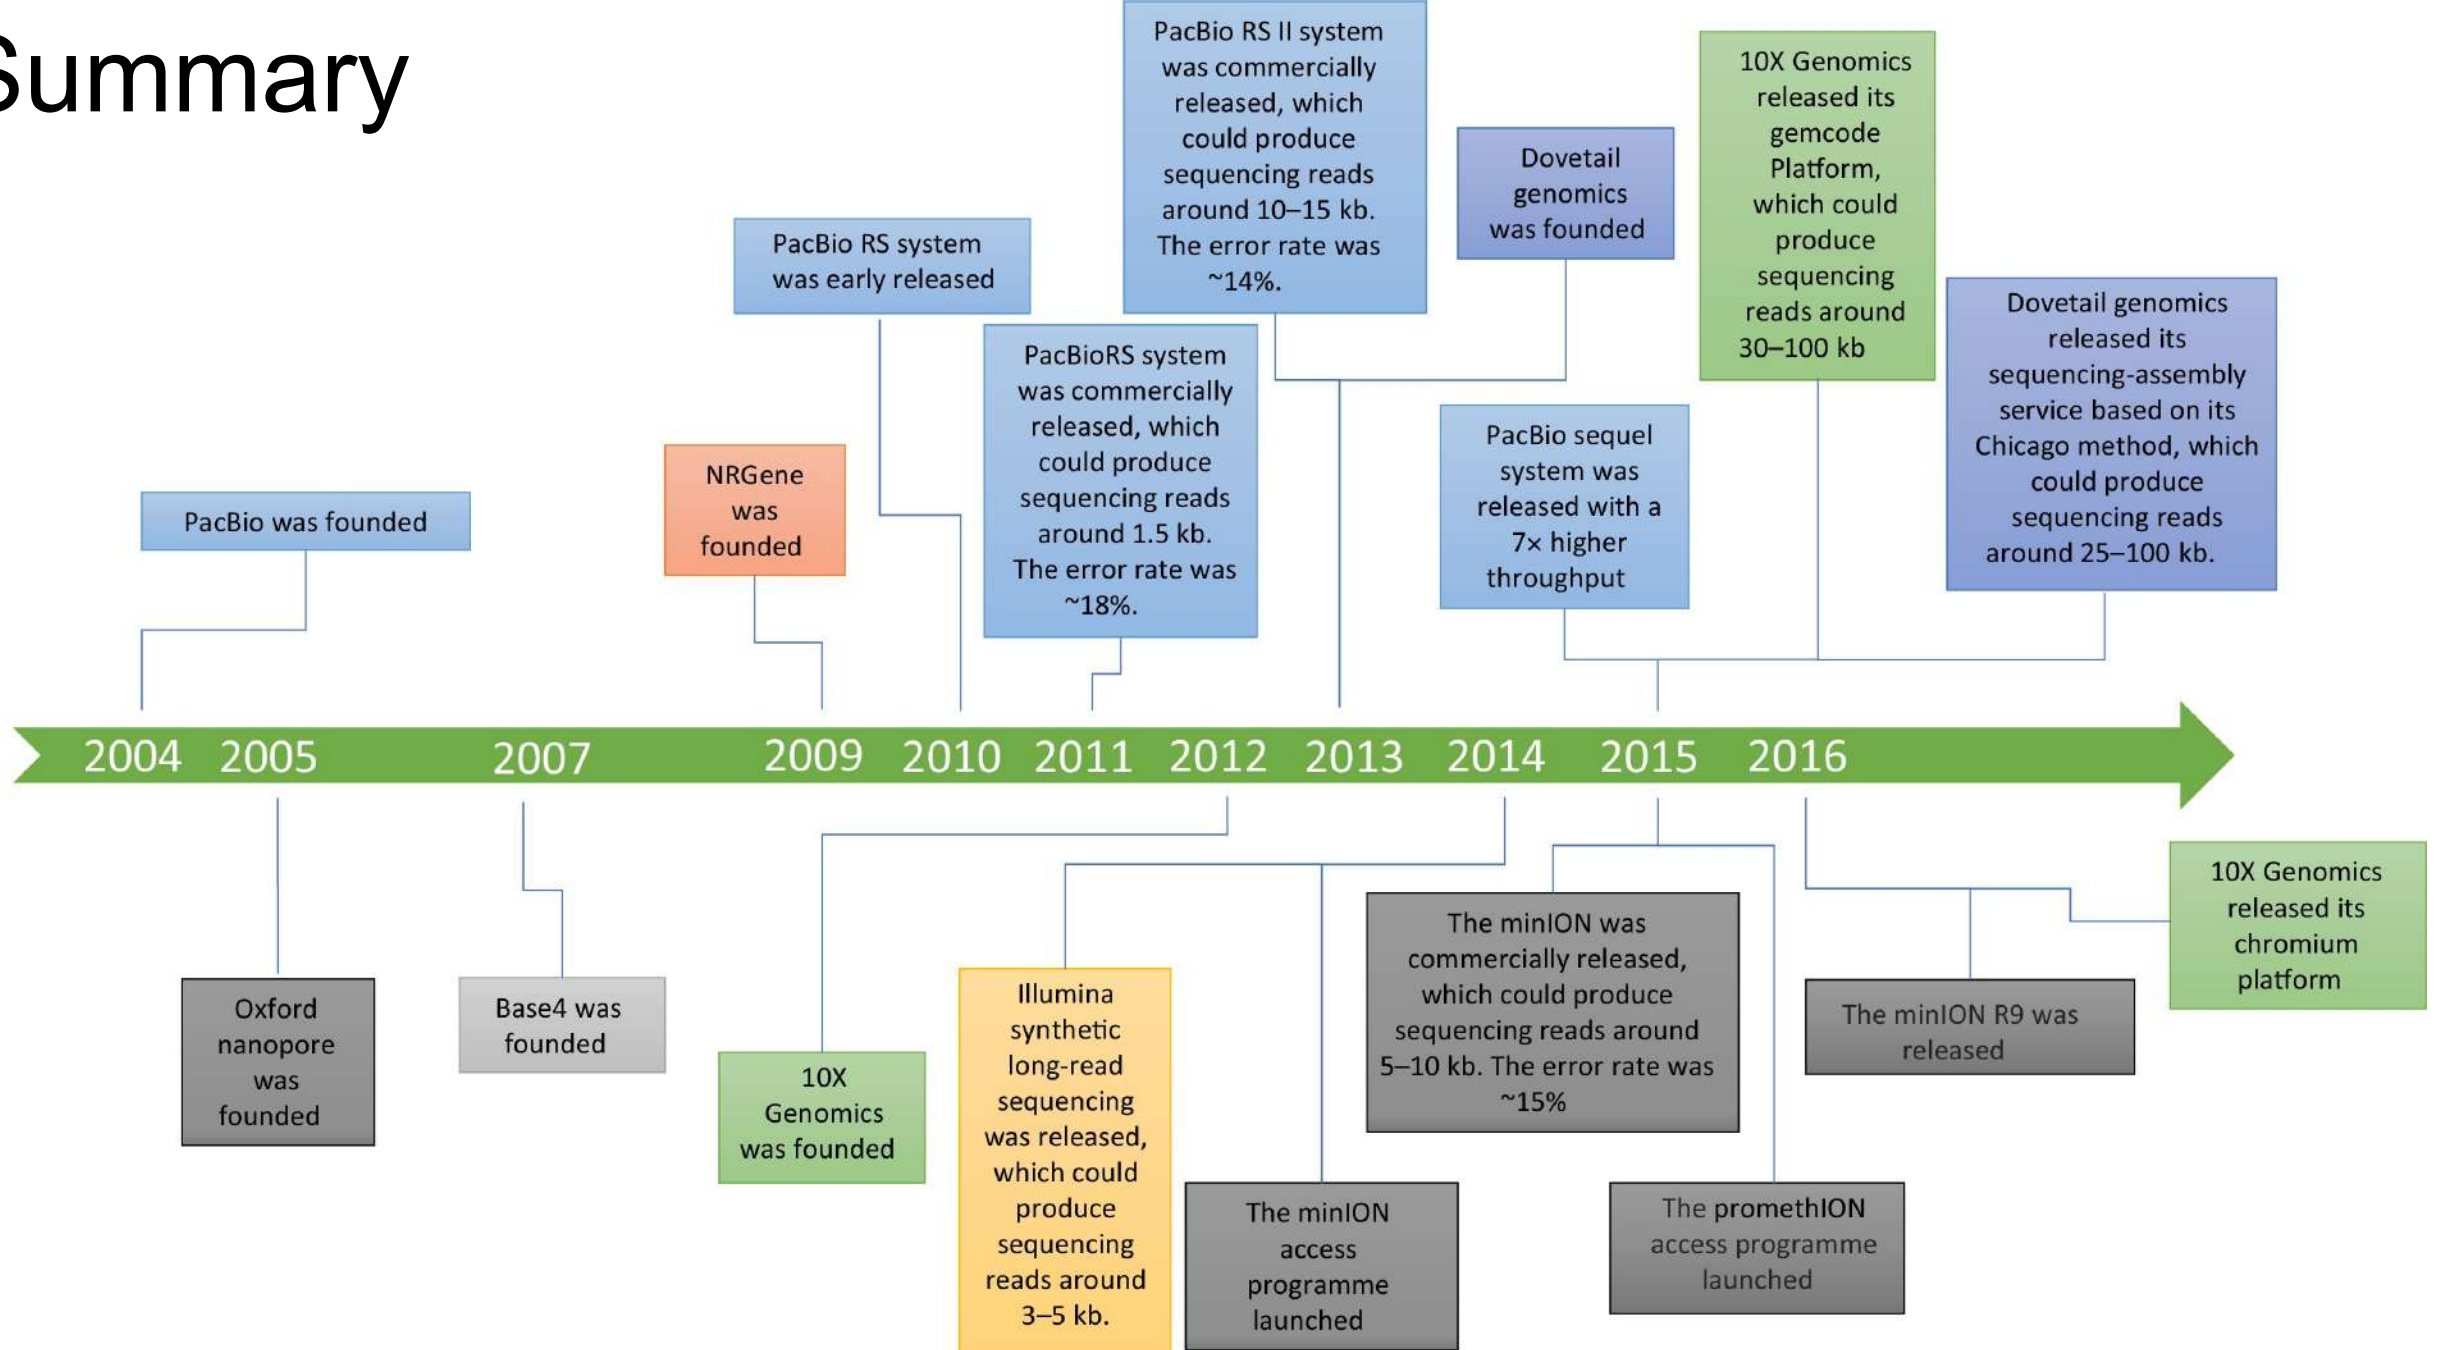 Summary
PacBio RS II system
was commercially
released, which
could produce
sequencing reads
around 10–15 kb.
The error rate was
~14%.
10X Genomics
released its
gemcode
Platform,
which could
produce
sequencing
reads around
30–100 kb
Dovetail
genomics
was founded
PacBio RS system
was early released
Dovetail genomics
released its
sequencing-assembly
service based on its
Chicago method, which
could produce
sequencing reads
around 25–100 kb.
PacBioRS system
was commercially
released, which
could produce
sequencing reads
around 1.5 kb.
The error rate was
~18%.
PacBio sequel
system was
released with a
7× higher
throughput
NRGene
was
founded
PacBio was founded
2004 2005 2007 2009 2010 2011 2012 2013 2014 2015 2016
Oxford
nanopore
was
founded
Base4 was
founded
10X
Genomics
was founded
Illumina
synthetic
long-read
sequencing
was released,
which could
produce
sequencing
reads around
3–5 kb.
The minION
access
programme
launched
The minION was
commercially released,
which could produce
sequencing reads around
5–10 kb. The error rate was
~15%
The promethION
access programme
launched
The minION R9 was
released
10X Genomics
released its
chromium
platform